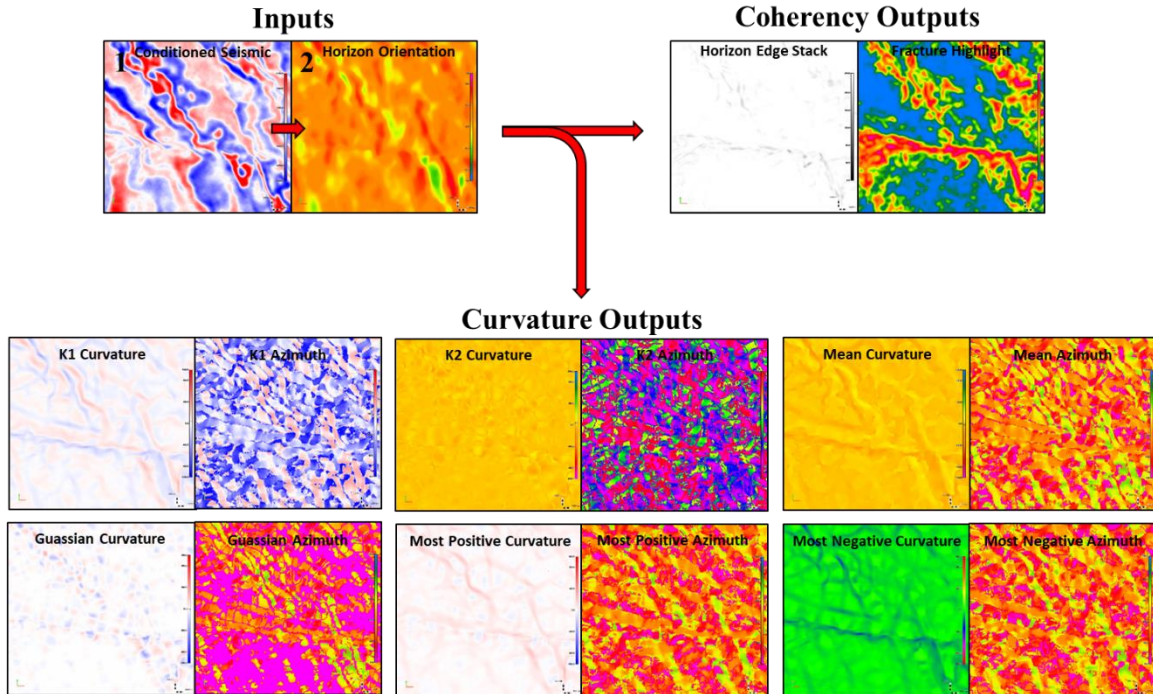 Inputs
Coherency Outputs
1 Conditioned Seismic
2 Horizon Orientation
Horizon Edge Stack
Fracture Highlight
Curvature Outputs
K1 Curvature
K1 Azimuth
K2 Curvature
K2 Azimuth
Mean Curvature
Mean Azimuth
Guassian Curvature
Guassian Azimuth
Most Positive Curvature
Most Positive Azimuth
Most Negative Curvature
Most Negative Azimuth